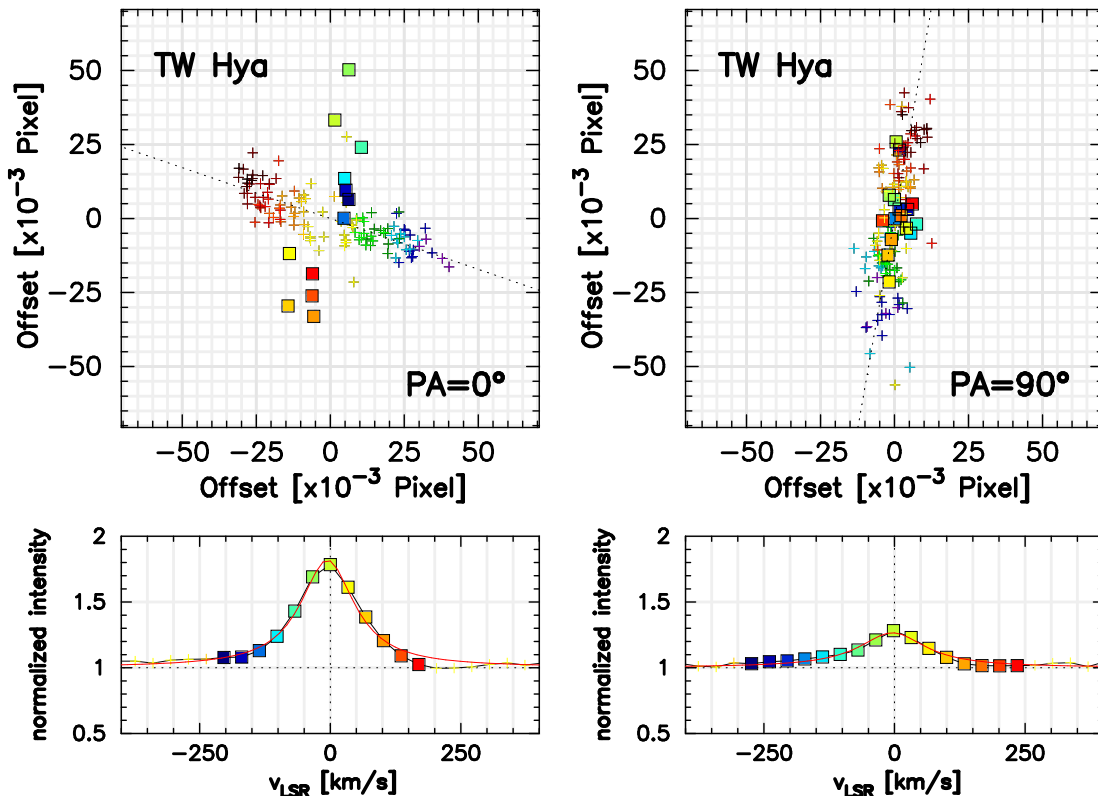 TW Hya
Offset [x10⁻³ Pixel]
50
25
0
−25
−50
PA=0°
−50 −25 0 25 50
Offset [x10⁻³ Pixel]
TW Hya
Offset [x10⁻³ Pixel]
50
25
0
−25
−50
PA=90°
−50 −25 0 25 50
Offset [x10⁻³ Pixel]
normalized intensity
2
1.5
1
0.5
−250 0 250
v_LSR [km/s]
normalized intensity
2
1.5
1
0.5
−250 0 250
v_LSR [km/s]